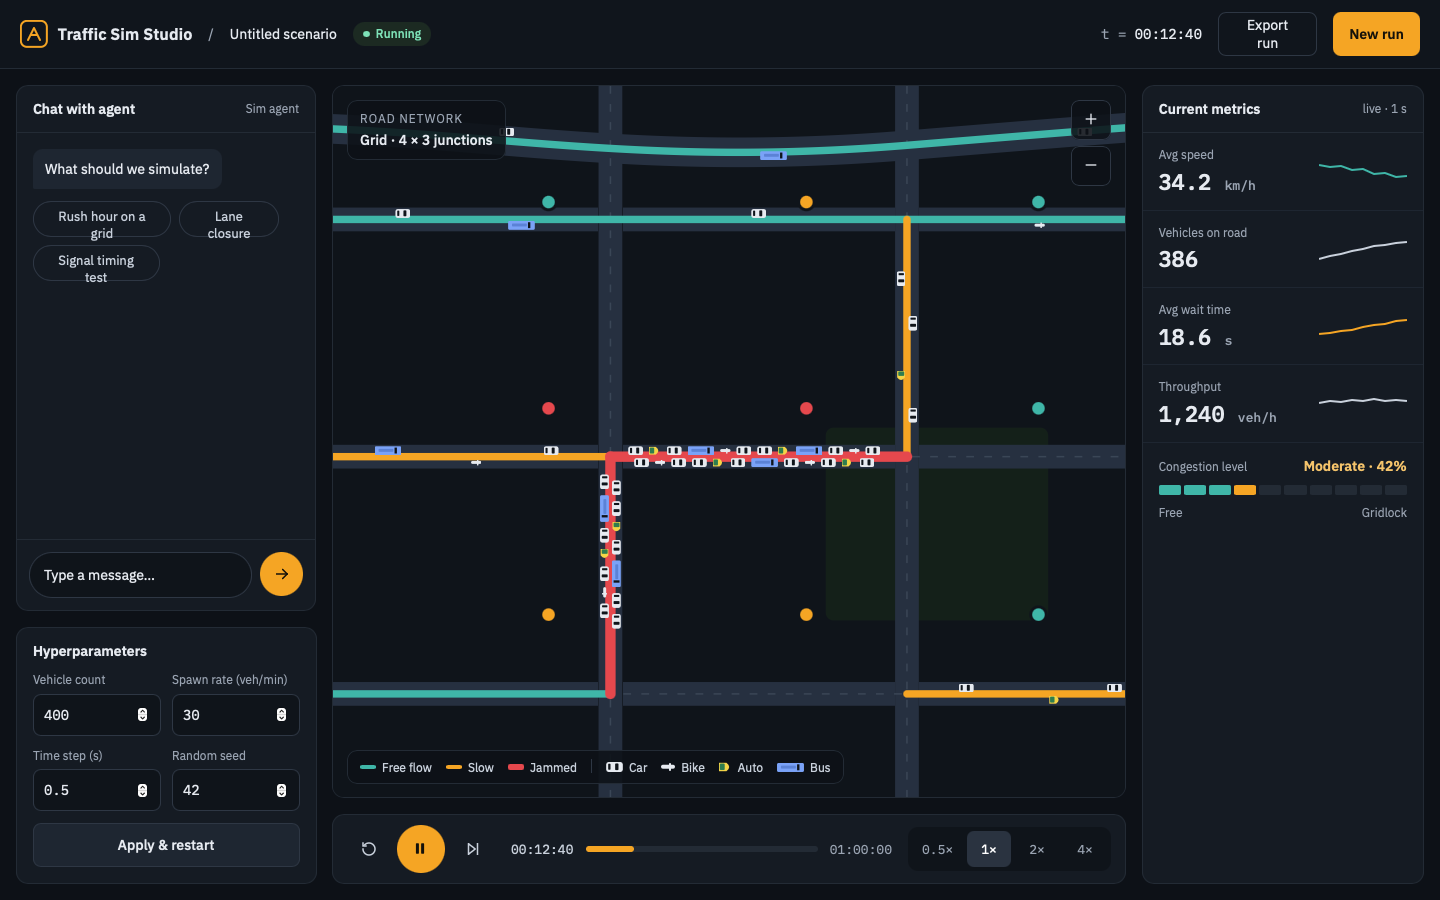 Traffic Sim Studio / Untitled scenario Running
t = 00:12:40
Export
run
New run
Chat with agent Sim agent
What should we simulate?
Rush hour on a
grid
Lane
closure
Signal timing
test
Type a message...
Hyperparameters
Vehicle count Spawn rate (veh/min)
400 30
Time step (s) Random seed
0.5 42
Apply & restart
ROAD NETWORK
Grid · 4 × 3 junctions
+
−
Free flow Slow Jammed Car Bike Auto Bus
00:12:40 01:00:00 0.5× 1× 2× 4×
Current metrics live · 1 s
Avg speed
34.2 km/h
Vehicles on road
386
Avg wait time
18.6 s
Throughput
1,240 veh/h
Congestion level Moderate · 42%
Free Gridlock